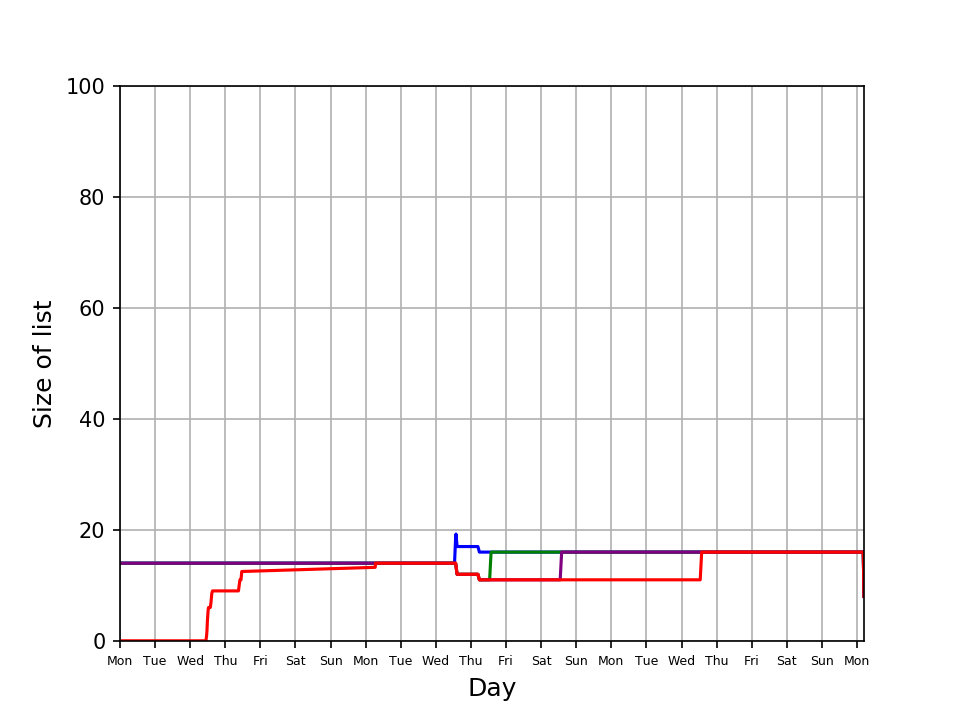 100
80
60
40
20
0
Size of list
Mon Tue Wed Thu Fri Sat Sun Mon Tue Wed Thu Fri Sat Sun Mon Tue Wed Thu Fri Sat Sun Mon
Day